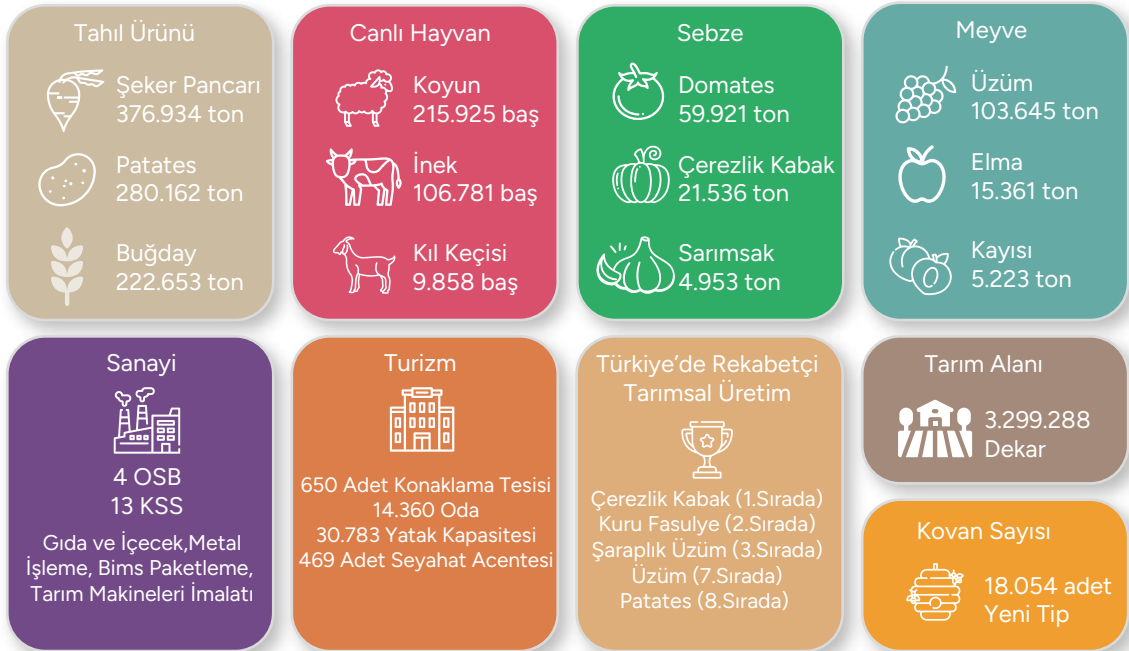 Tahıl Ürünü
Şeker Pancarı
376.934 ton
Patates
280.162 ton
Buğday
222.653 ton
Canlı Hayvan
Koyun
215.925 baş
İnek
106.781 baş
Kıl Keçisi
9.858 baş
Sebze
Domates
59.921 ton
Çerezlik Kabak
21.536 ton
Sarımsak
4.953 ton
Meyve
Üzüm
103.645 ton
Elma
15.361 ton
Kayısı
5.223 ton
Sanayi
4 OSB
13 KSS
Gıda ve İçecek,Metal
İşleme, Bims Paketleme,
Tarım Makineleri İmalatı
Turizm
650 Adet Konaklama Tesisi
14.360 Oda
30.783 Yatak Kapasitesi
469 Adet Seyahat Acentesi
Türkiye’de Rekabetçi
Tarımsal Üretim
Çerezlik Kabak (1.Sırada)
Kuru Fasulye (2.Sırada)
Şaraplık Üzüm (3.Sırada)
Üzüm (7.Sırada)
Patates (8.Sırada)
Tarım Alanı
3.299.288
Dekar
Kovan Sayısı
18.054 adet
Yeni Tip